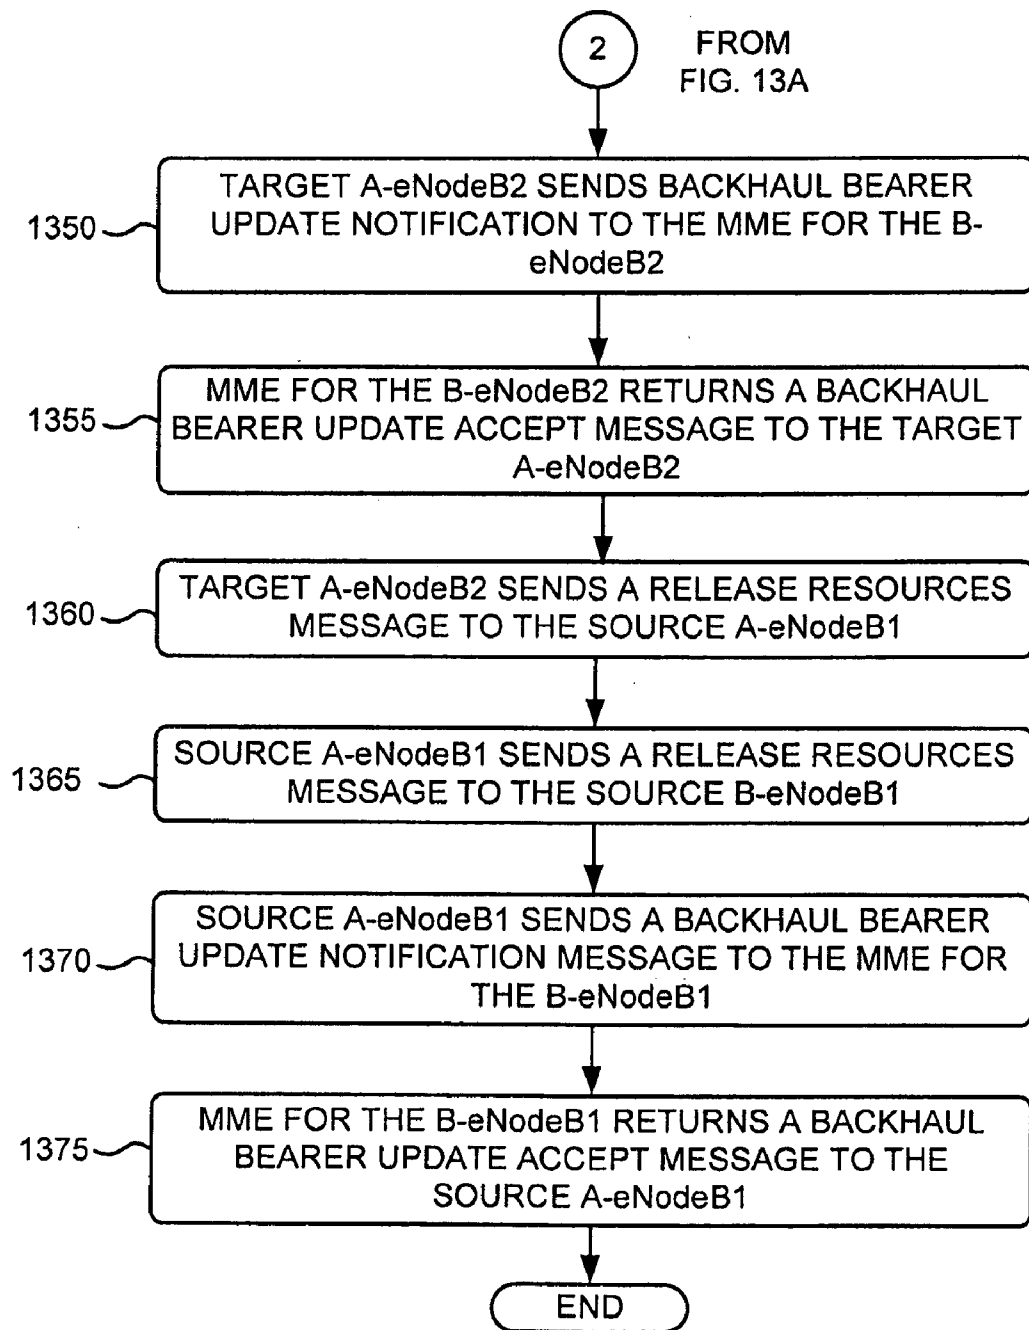 2
FROM
FIG. 13A
1350
TARGET A-eNodeB2 SENDS BACKHAUL BEARER
UPDATE NOTIFICATION TO THE MME FOR THE B-
eNodeB2
1355
MME FOR THE B-eNodeB2 RETURNS A BACKHAUL
BEARER UPDATE ACCEPT MESSAGE TO THE TARGET
A-eNodeB2
1360
TARGET A-eNodeB2 SENDS A RELEASE RESOURCES
MESSAGE TO THE SOURCE A-eNodeB1
1365
SOURCE A-eNodeB1 SENDS A RELEASE RESOURCES
MESSAGE TO THE SOURCE B-eNodeB1
1370
SOURCE A-eNodeB1 SENDS A BACKHAUL BEARER
UPDATE NOTIFICATION MESSAGE TO THE MME FOR
THE B-eNodeB1
1375
MME FOR THE B-eNodeB1 RETURNS A BACKHAUL
BEARER UPDATE ACCEPT MESSAGE TO THE
SOURCE A-eNodeB1
END